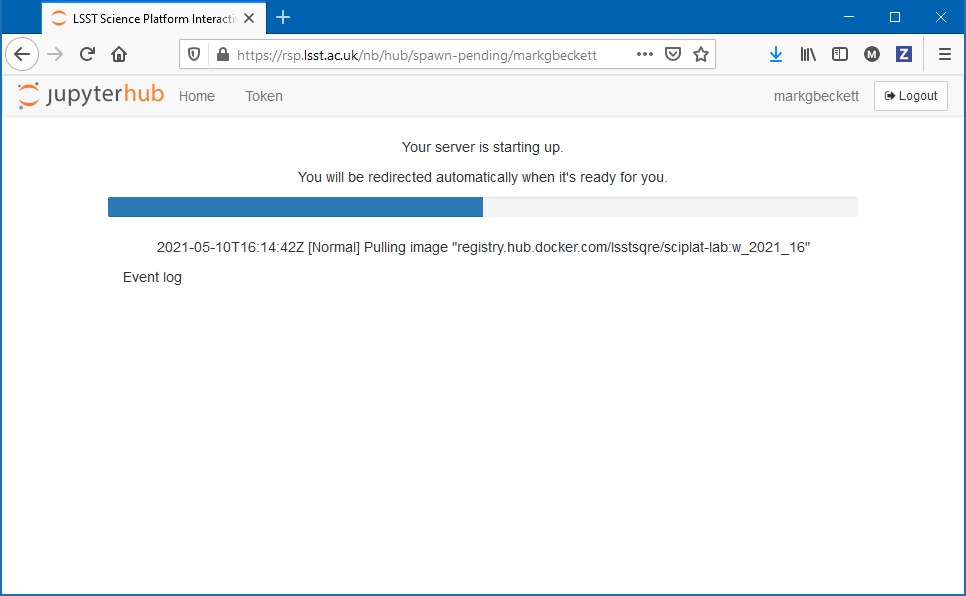 LSST Science Platform Interacti
https://rsp.lsst.ac.uk/nb/hub/spawn-pending/markgbeckett
M
Z
jupyterhub
Home
Token
markgbeckett
Logout
Your server is starting up.
You will be redirected automatically when it's ready for you.
2021-05-10T16:14:42Z [Normal] Pulling image "registry.hub.docker.com/lsstsqre/sciplat-lab:w_2021_16"
Event log